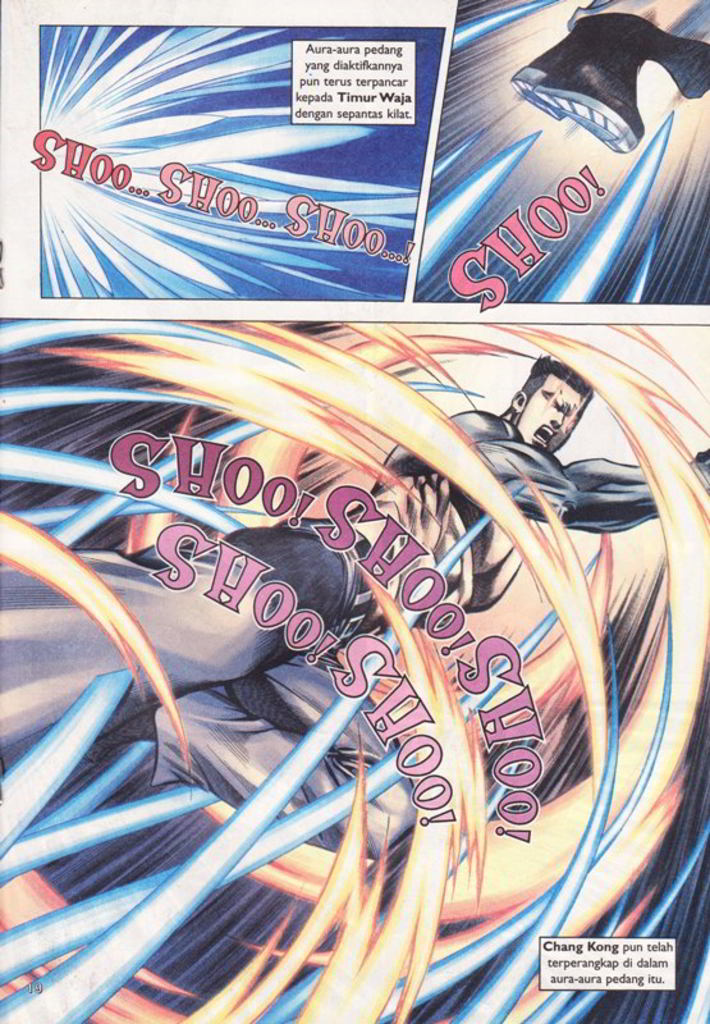 Aura-aura pedang
yang diaktifkannya
pun terus terpancar
kepada Timur Waja
dengan sepantas kilat.
SHOO... SHOO... SHOO...!
SHOO!
SHOO! SHOO! SHOO!
SHOO! SHOO!
Chang Kong pun telah
terperangkap di dalam
aura-aura pedang itu.
19